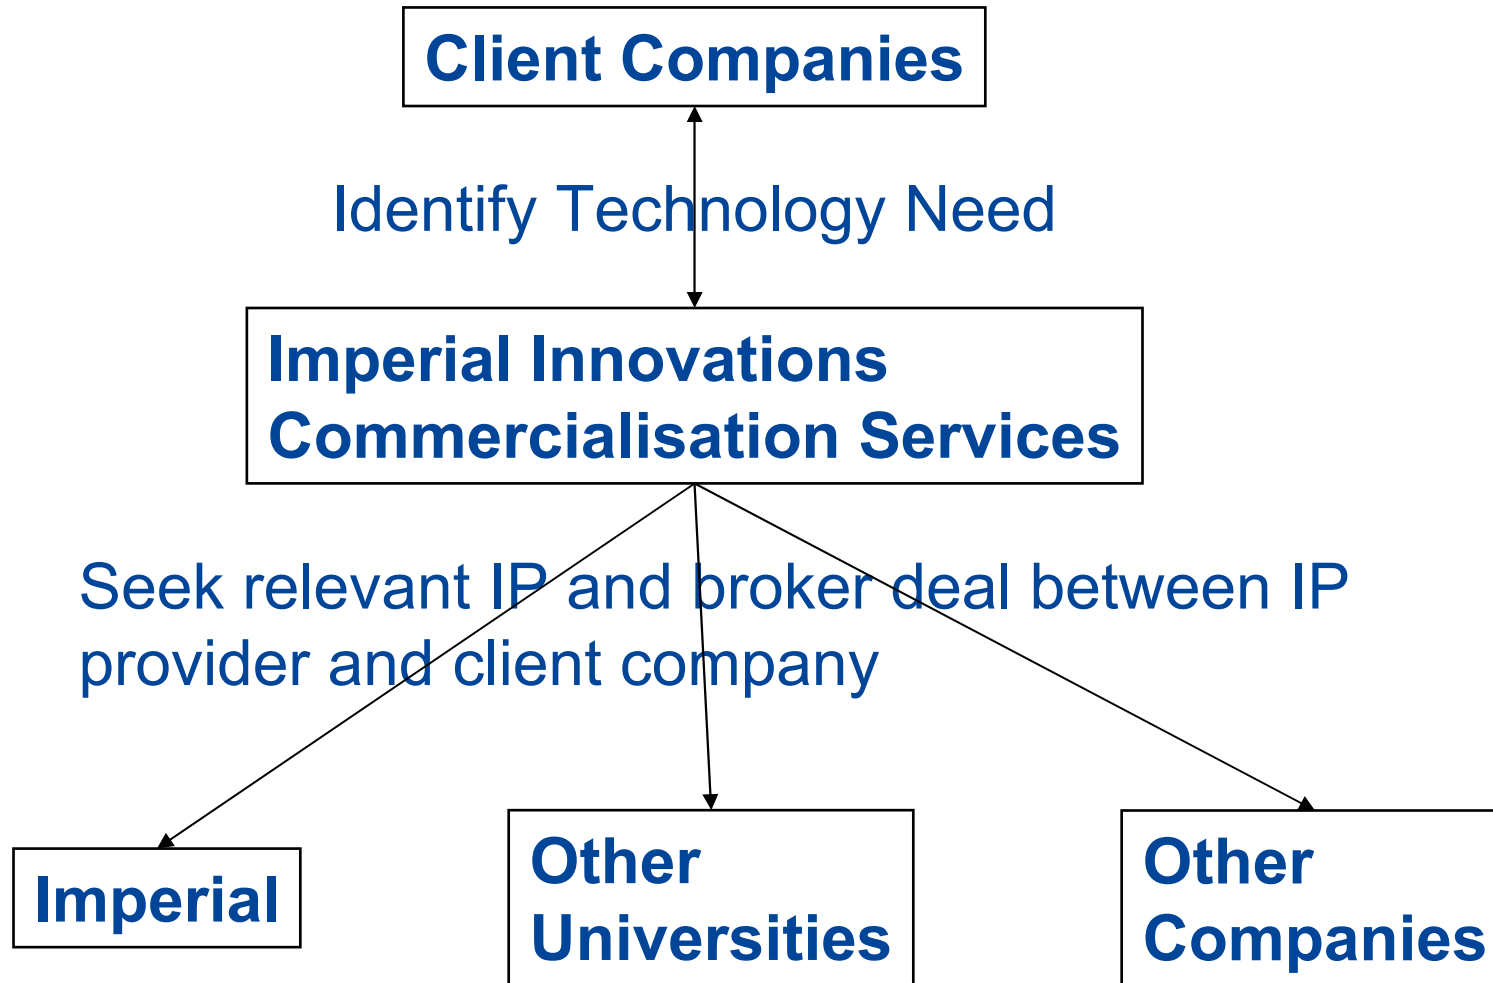 Client Companies
Identify Technology Need
Imperial Innovations
Commercialisation Services
Seek relevant IP and broker deal between IP
provider and client company
Imperial
Other
Universities
Other
Companies